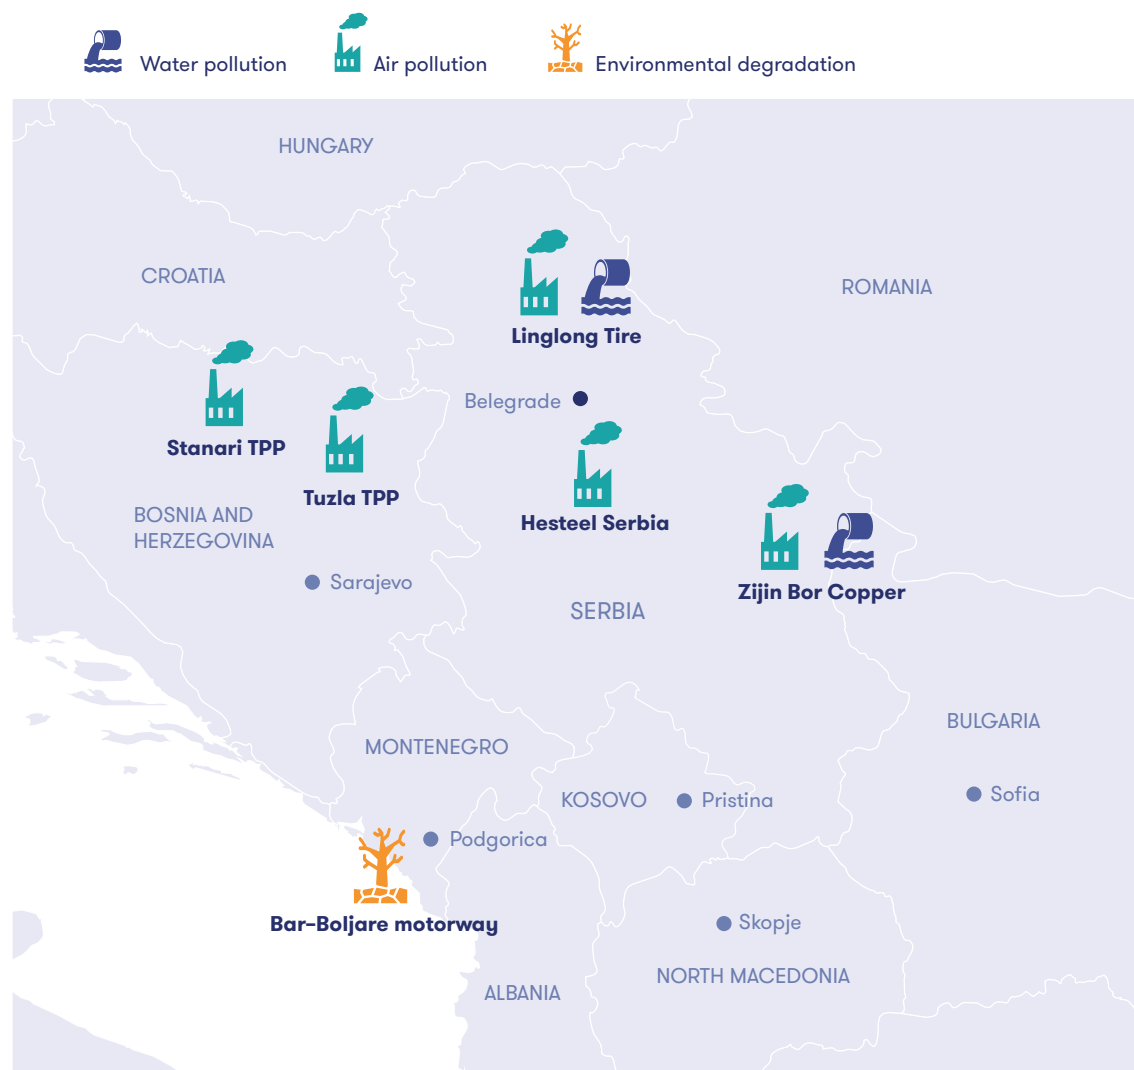 Water pollution
Air pollution
Environmental degradation
HUNGARY
CROATIA
ROMANIA
Linglong Tire
Belegrade
Stanari TPP
Tuzla TPP
BOSNIA AND
HERZEGOVINA
Hesteel Serbia
Zijin Bor Copper
Sarajevo
SERBIA
BULGARIA
MONTENEGRO
KOSOVO
Pristina
Sofia
Podgorica
Bar–Boljare motorway
Skopje
NORTH MACEDONIA
ALBANIA